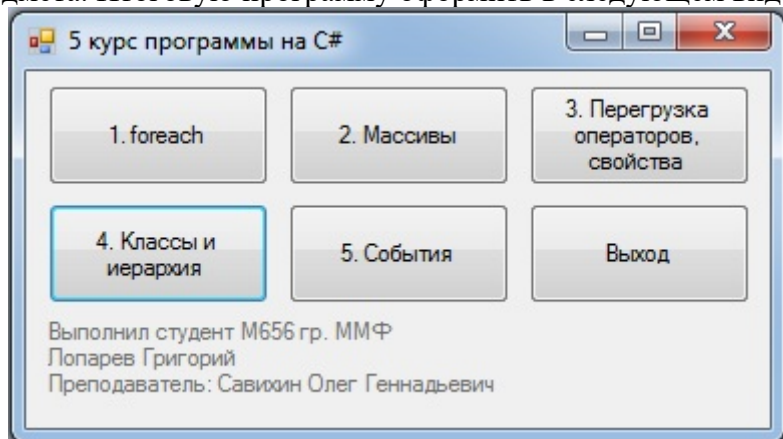 5 курс программы на C#
1. foreach
2. Массивы
3. Перегрузка
операторов,
свойства
4. Классы и
иерархия
5. События
Выход
Выполнил студент М656 гр. ММФ
Лопарев Григорий
Преподаватель: Савихин Олег Геннадьевич